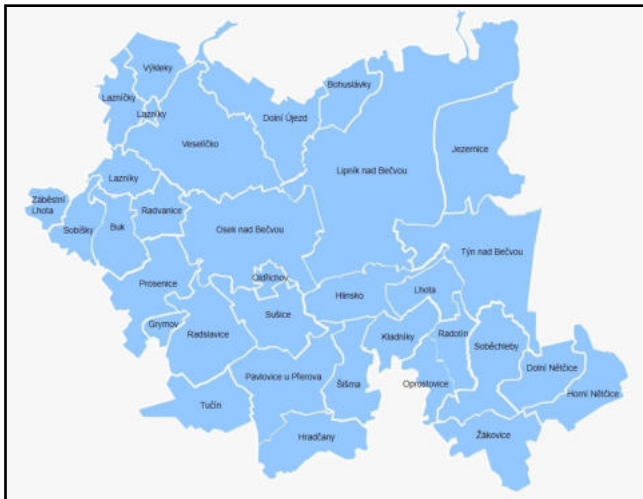 Výkleky
Bohuslávky
Lazníčky
Lazníky
Dolní Újezd
Veselíčko
Jezernice
Lipník nad Bečvou
Lazníky
Zábeštní
Lhota
Radvanice
Sobíšky
Buk
Osek nad Bečvou
Týn nad Bečvou
Oldřichov
Prosenice
Hlinsko
Lhota
Sušice
Grymov
Radslavice
Kladníky
Radotín
Soběchleby
Dolní Nětčice
Pavlovice u Přerova
Šišma
Oprostovice
Horní Nětčice
Tučín
Hradčany
Žákovice